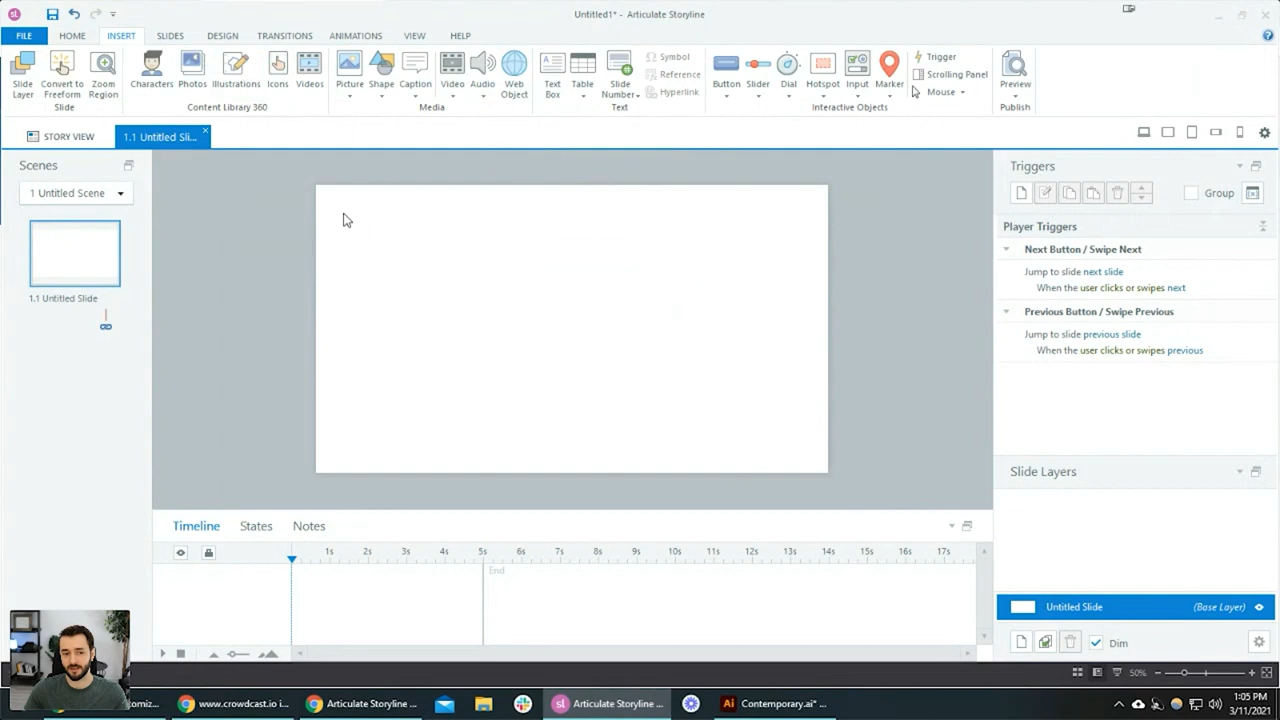 sl
Untitled1* - Articulate Storyline
FILE HOME INSERT SLIDES DESIGN TRANSITIONS ANIMATIONS VIEW HELP
Slide Layer
Convert to Freeform
Zoom Region
Slide
Characters
Photos
Illustrations
Icons
Videos
Content Library 360
Picture
Shape
Caption
Video
Audio
Web Object
Media
Text Box
Table
Slide Number
Symbol
Reference
Hyperlink
Text
Button
Slider
Dial
Hotspot
Input
Marker
Trigger
Scrolling Panel
Mouse
Interactive Objects
Preview
Publish
STORY VIEW
1.1 Untitled Sli...
Scenes
1 Untitled Scene
1.1 Untitled Slide
Triggers
Group
Player Triggers
Next Button / Swipe Next
Jump to slide next slide
When the user clicks or swipes next
Previous Button / Swipe Previous
Jump to slide previous slide
When the user clicks or swipes previous
Slide Layers
Timeline States Notes
1s 2s 3s 4s 5s 6s 7s 8s 9s 10s 11s 12s 13s 14s 15s 16s 17s
End
Untitled Slide (Base Layer)
Dim
50%
www.crowdcast.io i...
Articulate Storyline ...
sl Articulate Storyline ...
Ai Contemporary.ai* ...
1:05 PM
3/11/2021